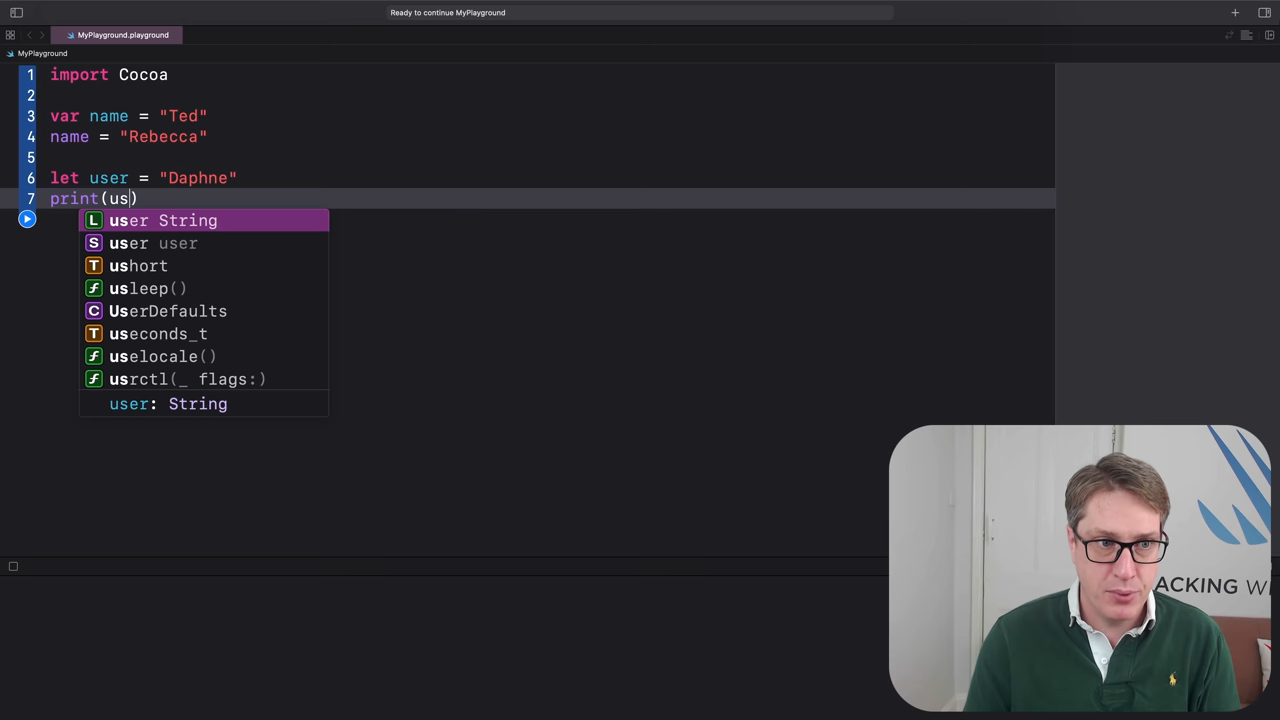 Ready to continue MyPlayground
MyPlayground.playground
MyPlayground
1 import Cocoa
2
3 var name = "Ted"
4 name = "Rebecca"
5
6 let user = "Daphne"
7 print(us)
L user String
S user user
T ushort
f usleep()
C UserDefaults
T useconds_t
f uselocale()
f usrctl(_ flags:)
user: String
ACKING WI